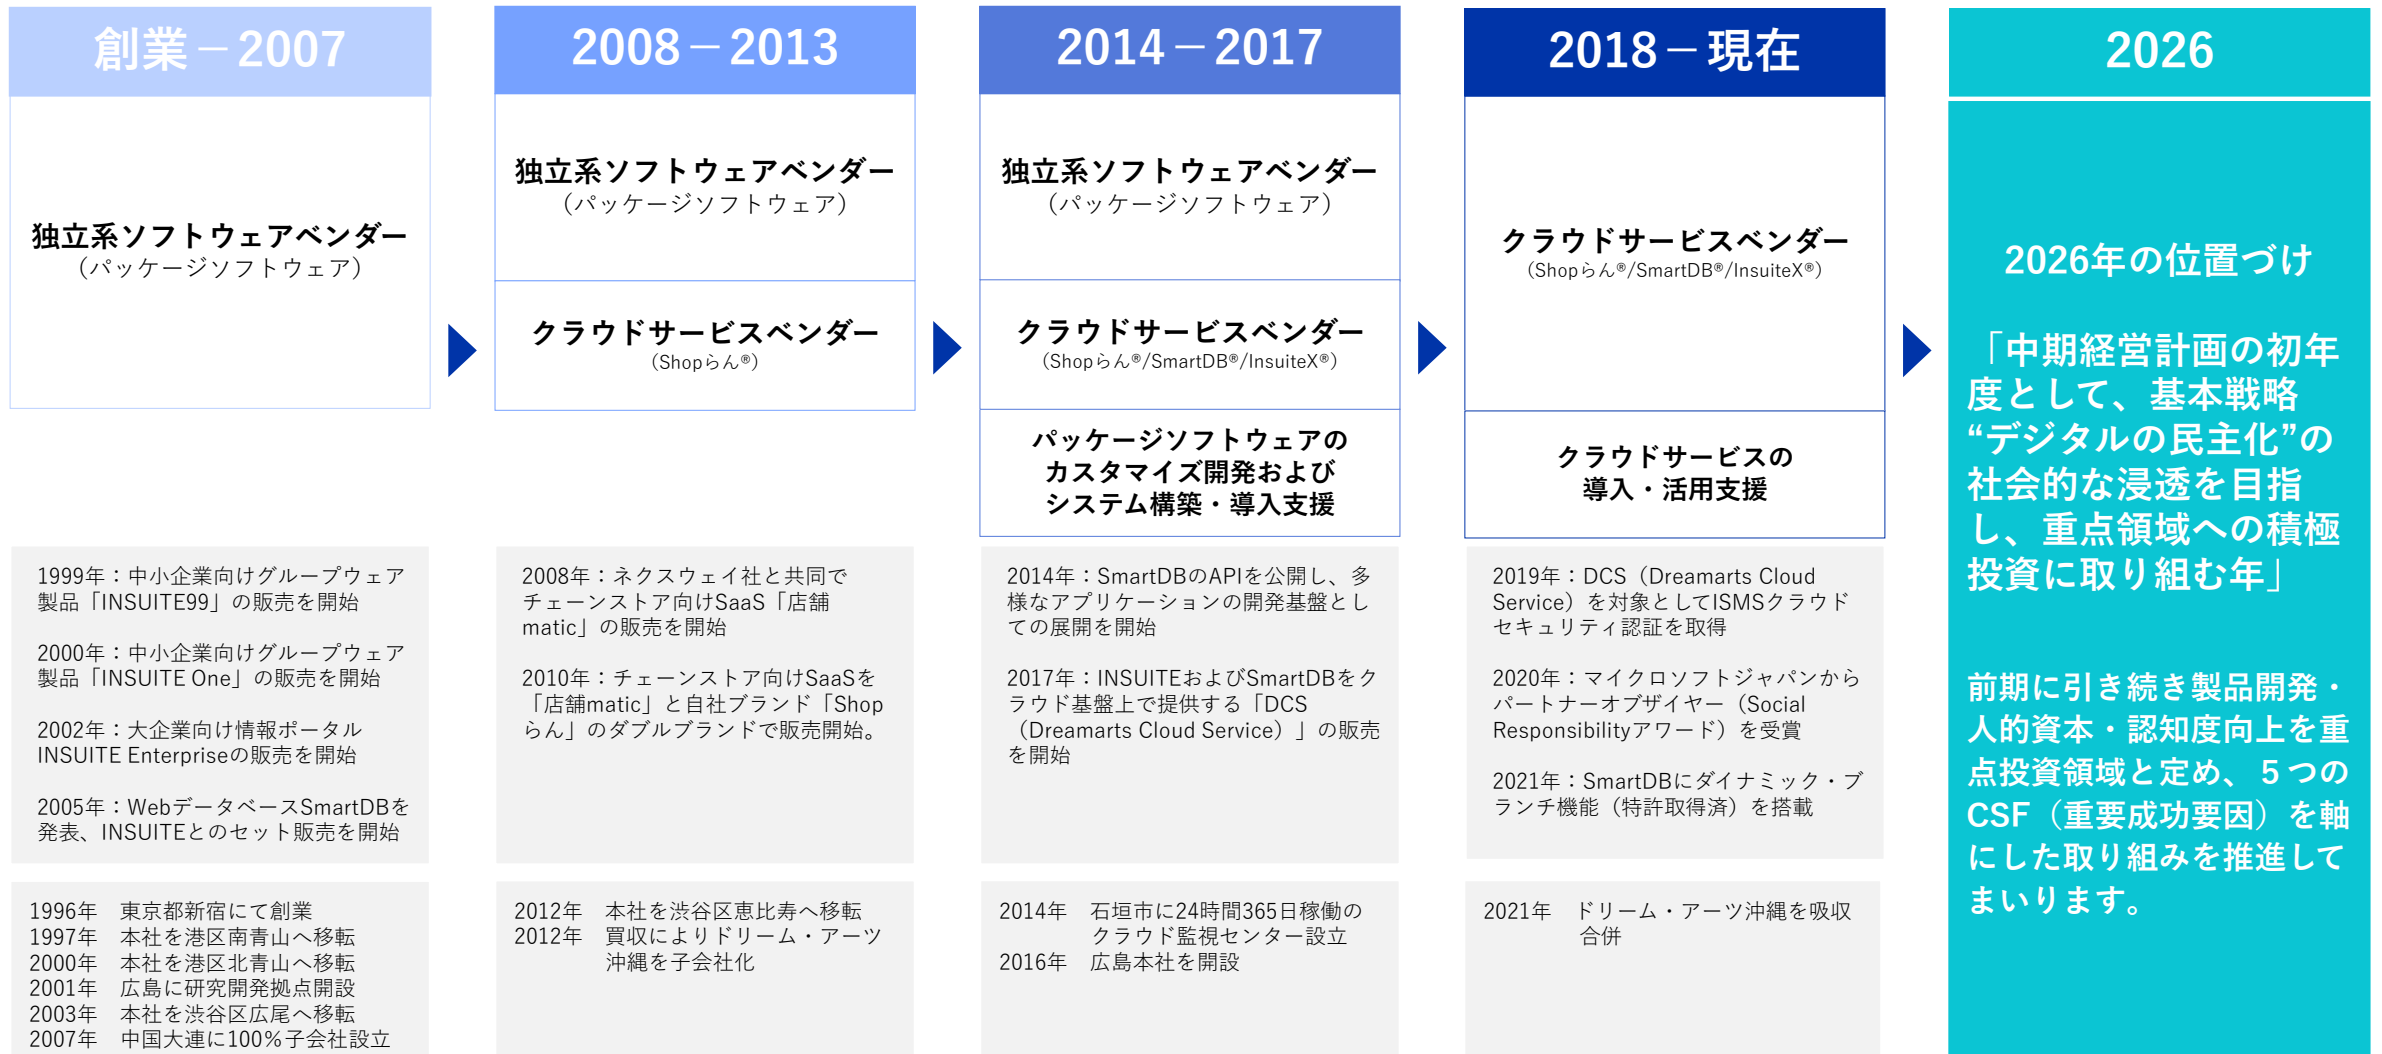 創業－2007
独立系ソフトウェアベンダー
（パッケージソフトウェア）
1999年：中小企業向けグループウェア
製品「INSUITE99」の販売を開始
2000年：中小企業向けグループウェア
製品「INSUITE One」の販売を開始
2002年：大企業向け情報ポータル
INSUITE Enterpriseの販売を開始
2005年：WebデータベースSmartDBを
発表、INSUITEとのセット販売を開始
1996年　東京都新宿にて創業
1997年　本社を港区南青山へ移転
2000年　本社を港区北青山へ移転
2001年　広島に研究開発拠点開設
2003年　本社を渋谷区広尾へ移転
2007年　中国大連に100%子会社設立
2008－2013
独立系ソフトウェアベンダー
（パッケージソフトウェア）
クラウドサービスベンダー
（Shopらん®）
2008年：ネクスウェイ社と共同で
チェーンストア向けSaaS「店舗
matic」の販売を開始
2010年：チェーンストア向けSaaSを
「店舗matic」と自社ブランド「Shop
らん」のダブルブランドで販売開始。
2012年　本社を渋谷区恵比寿へ移転
2012年　買収によりドリーム・アーツ
沖縄を子会社化
2014－2017
独立系ソフトウェアベンダー
（パッケージソフトウェア）
クラウドサービスベンダー
（Shopらん®/SmartDB®/InsuiteX®）
パッケージソフトウェアの
カスタマイズ開発および
システム構築・導入支援
2014年：SmartDBのAPIを公開し、多
様なアプリケーションの開発基盤とし
ての展開を開始
2017年：INSUITEおよびSmartDBをク
ラウド基盤上で提供する「DCS
（Dreamarts Cloud Service）」の販売
を開始
2014年　石垣市に24時間365日稼働の
クラウド監視センター設立
2016年　広島本社を開設
2018－現在
クラウドサービスベンダー
（Shopらん®/SmartDB®/InsuiteX®）
クラウドサービスの
導入・活用支援
2019年：DCS（Dreamarts Cloud
Service）を対象としてISMSクラウド
セキュリティ認証を取得
2020年：マイクロソフトジャパンから
パートナーオブザイヤー（Social
Responsibilityアワード）を受賞
2021年：SmartDBにダイナミック・ブ
ランチ機能（特許取得済）を搭載
2021年　ドリーム・アーツ沖縄を吸収
合併
2026
2026年の位置づけ
「中期経営計画の初年
度として、基本戦略
“デジタルの民主化”の
社会的な浸透を目指
し、重点領域への積極
投資に取り組む年」
前期に引き続き製品開発・
人的資本・認知度向上を重
点投資領域と定め、５つの
CSF（重要成功要因）を軸
にした取り組みを推進して
まいります。